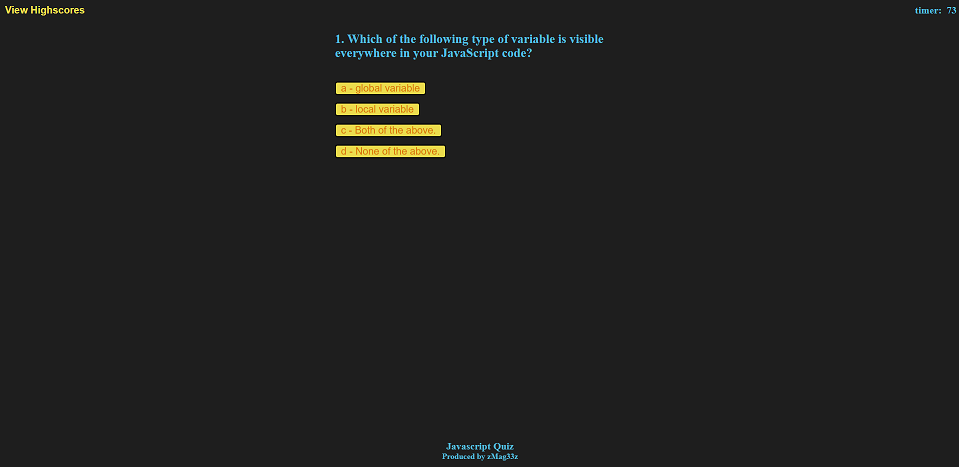 View Highscores
timer: 73
1. Which of the following type of variable is visible
everywhere in your JavaScript code?
a - global variable
b - local variable
c - Both of the above.
d - None of the above.
Javascript Quiz
Produced by zMag33z